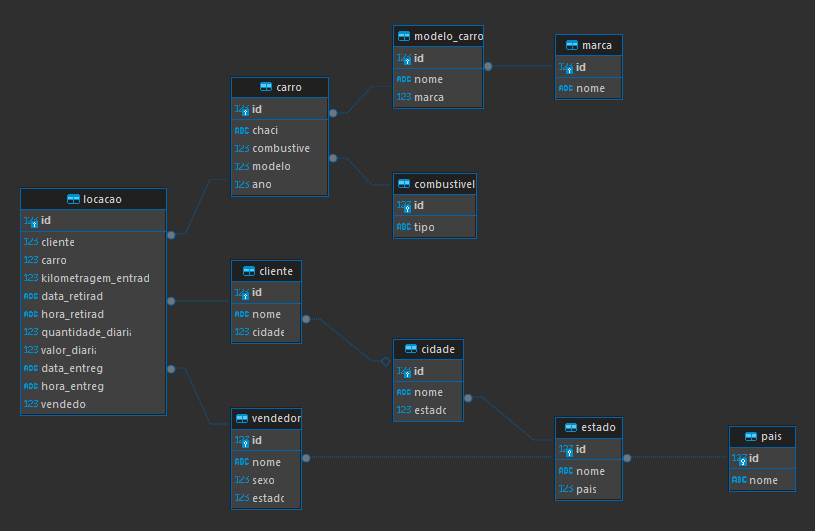 locacao
123 id
123 cliente
123 carro
123 kilometragem_entrad
ABC data_retirad
ABC hora_retirad
123 quantidade_diari
123 valor_diari
ABC data_entreg
ABC hora_entreg
123 vendedo
carro
123 id
ABC chaci
123 combustive
123 modelo
123 ano
cliente
123 id
ABC nome
123 cidade
vendedor
123 id
ABC nome
123 sexo
123 estad
modelo_carro
123 id
ABC nome
123 marca
combustivel
123 id
ABC tipo
cidade
123 id
ABC nome
123 estad
marca
123 id
ABC nome
estado
123 id
ABC nome
123 pais
pais
123 id
ABC nome